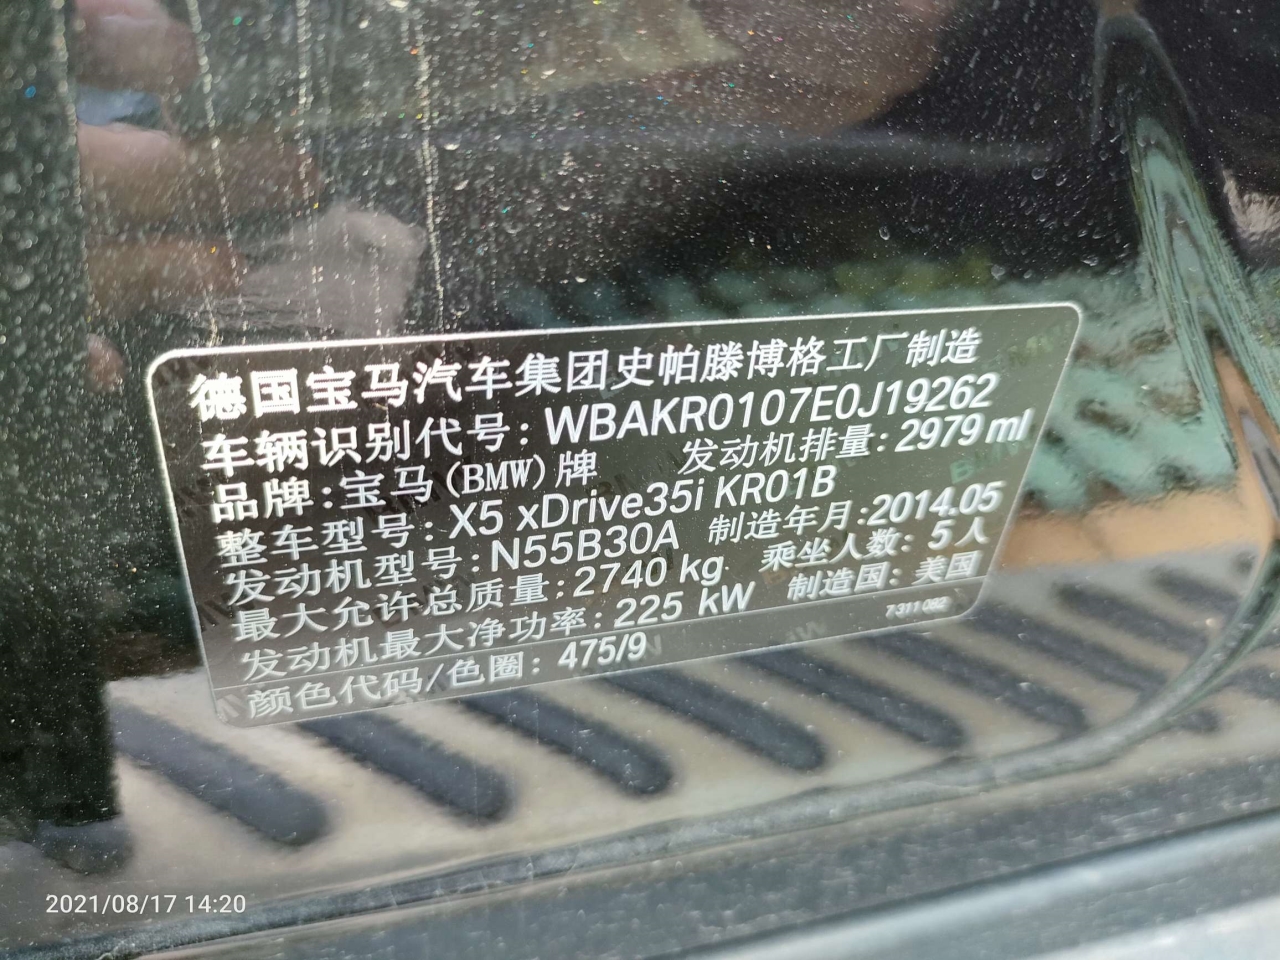 德国宝马汽车集团史帕滕博格工厂制造
车辆识别代号：WBAKR0107E0J19262
品牌：宝马(BMW)牌 发动机排量：2979 ml
整车型号：X5 xDrive35i KR01B
发动机型号：N55B30A 制造年月：2014.05
最大允许总质量：2740 kg 乘坐人数：5人
发动机最大净功率：225 kW 制造国：美国
颜色代码/色圈：475/9 7311092
2021/08/17 14:20